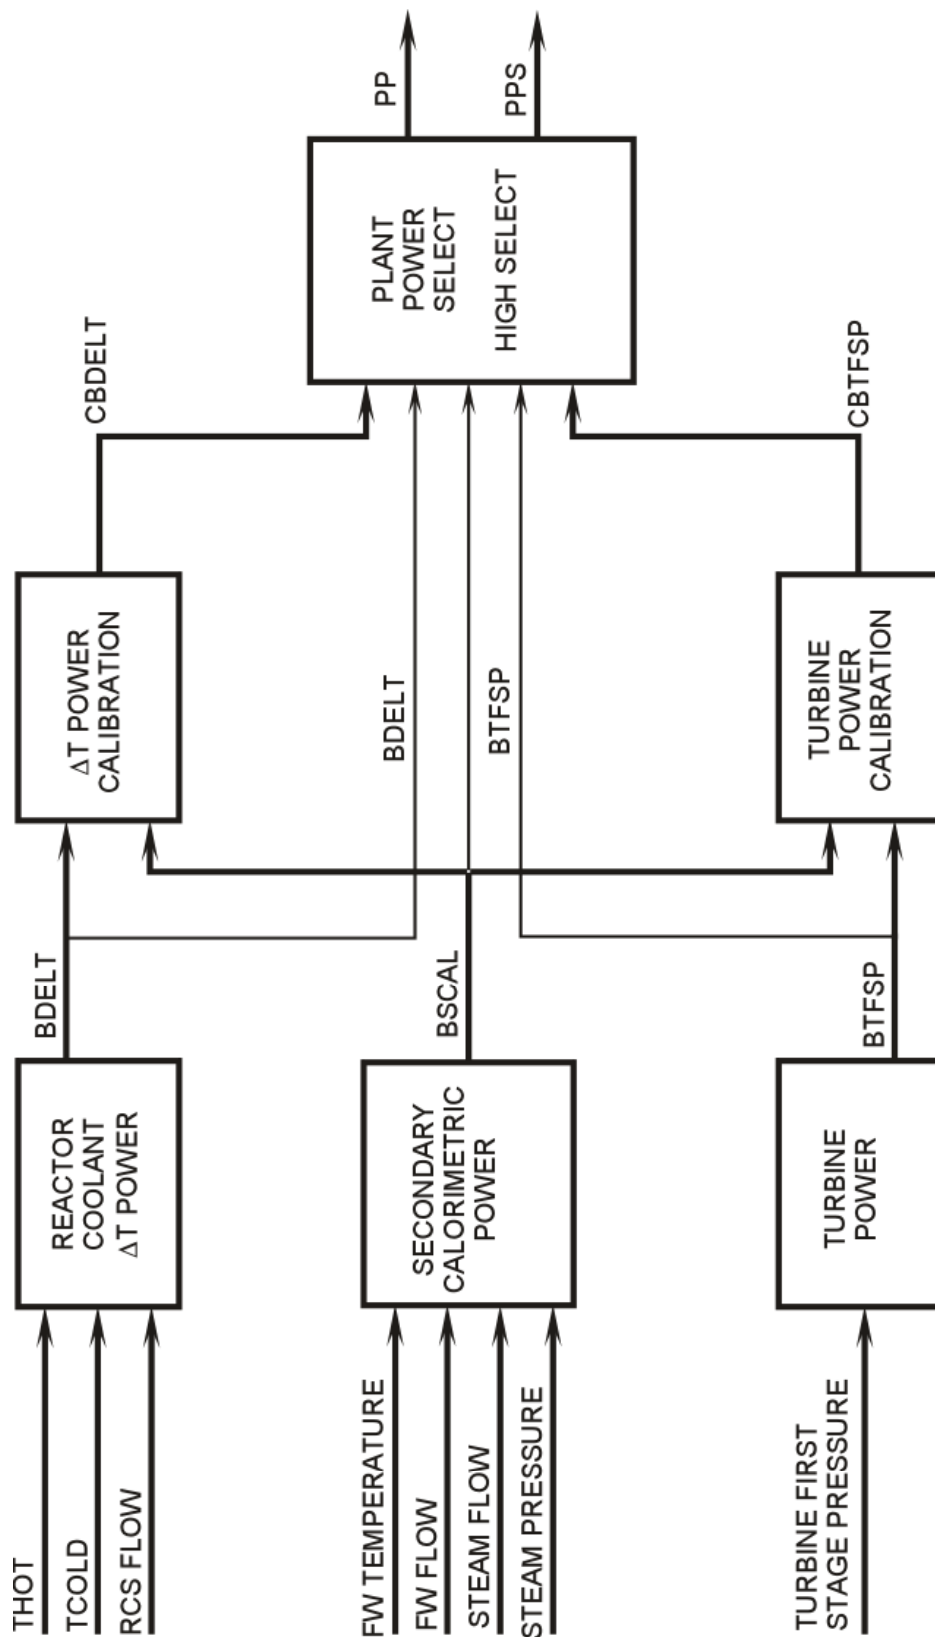 THOT
TCOLD
RCS FLOW
FW TEMPERATURE
FW FLOW
STEAM FLOW
STEAM PRESSURE
TURBINE FIRST
STAGE PRESSURE
REACTOR
COOLANT
ΔT POWER
SECONDARY
CALORIMETRIC
POWER
TURBINE
POWER
BDELT
BSCAL
BTFSP
ΔT POWER
CALIBRATION
BDELT
BTFSP
TURBINE
POWER
CALIBRATION
CBDELT
CBTFSP
PLANT
POWER
SELECT
HIGH SELECT
PP
PPS